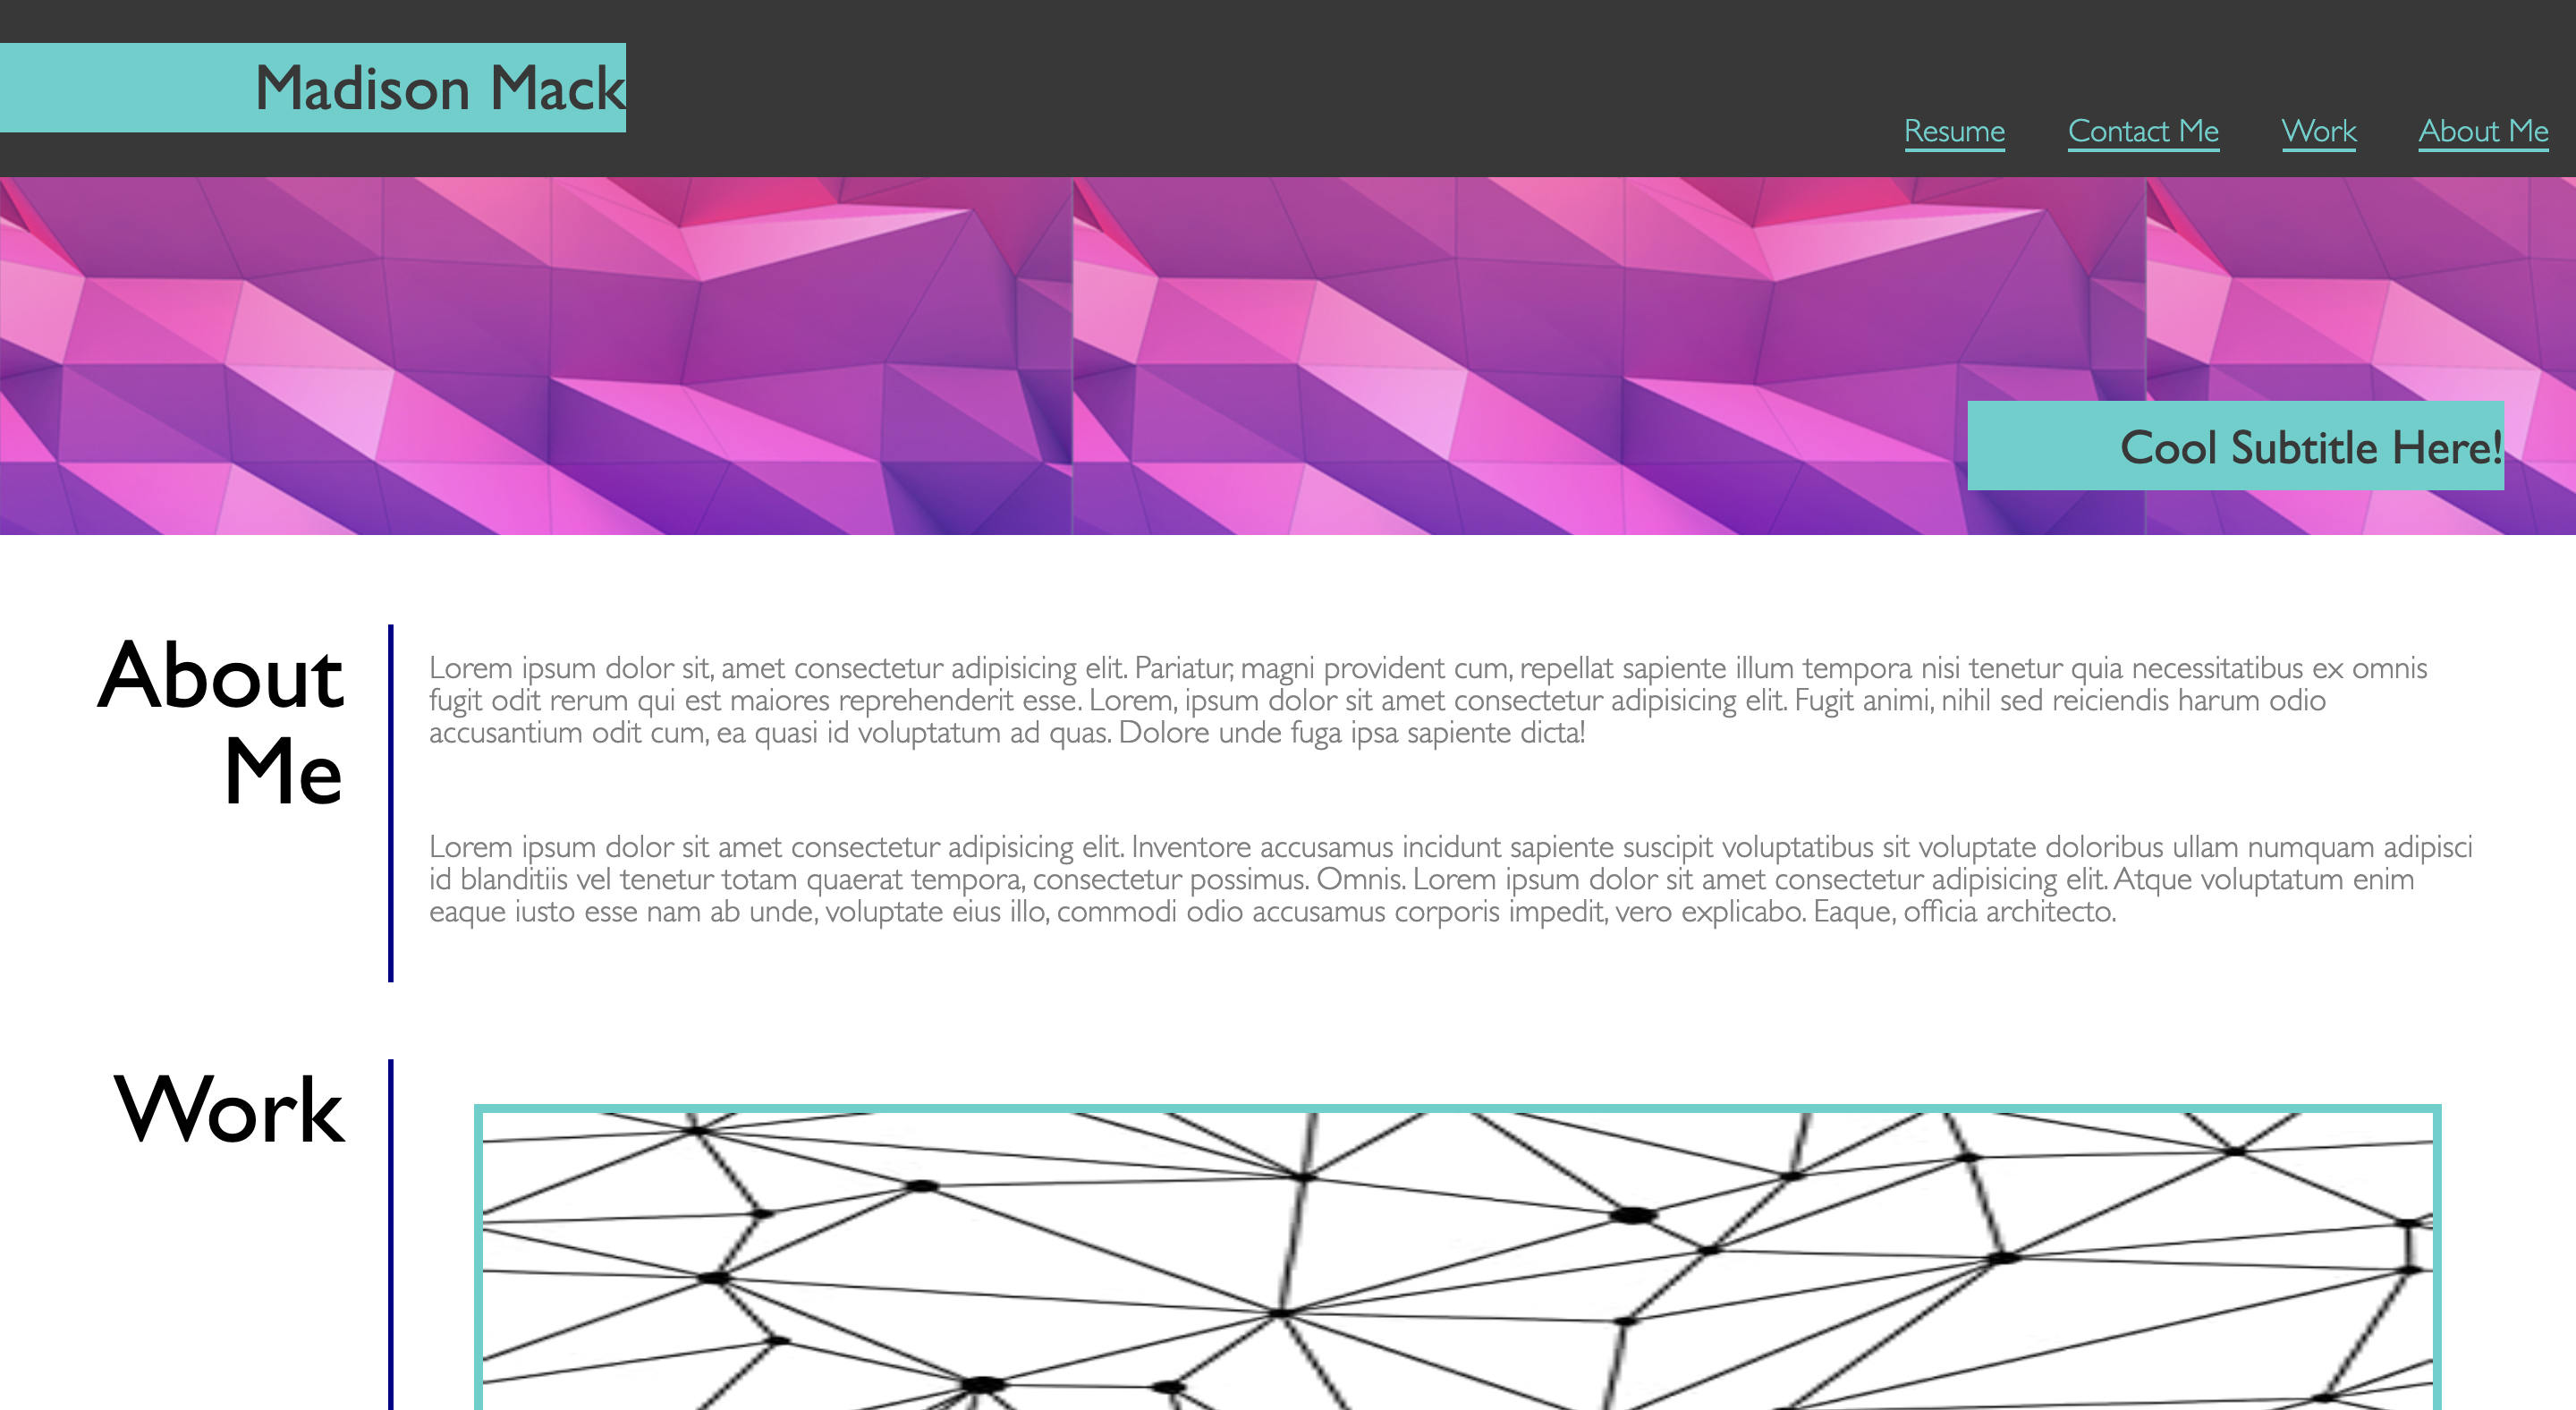 Madison Mack
Resume Contact Me Work About Me
Cool Subtitle Here!
About
Me
Lorem ipsum dolor sit, amet consectetur adipisicing elit. Pariatur, magni provident cum, repellat sapiente illum tempora nisi tenetur quia necessitatibus ex omnis
fugit odit rerum qui est maiores reprehenderit esse. Lorem, ipsum dolor sit amet consectetur adipisicing elit. Fugit animi, nihil sed reiciendis harum odio
accusantium odit cum, ea quasi id voluptatum ad quas. Dolore unde fuga ipsa sapiente dicta!
Lorem ipsum dolor sit amet consectetur adipisicing elit. Inventore accusamus incidunt sapiente suscipit voluptatibus sit voluptate doloribus ullam numquam adipisci
id blanditiis vel tenetur totam quaerat tempora, consectetur possimus. Omnis. Lorem ipsum dolor sit amet consectetur adipisicing elit. Atque voluptatum enim
eaque iusto esse nam ab unde, voluptate eius illo, commodi odio accusamus corporis impedit, vero explicabo. Eaque, officia architecto.
Work